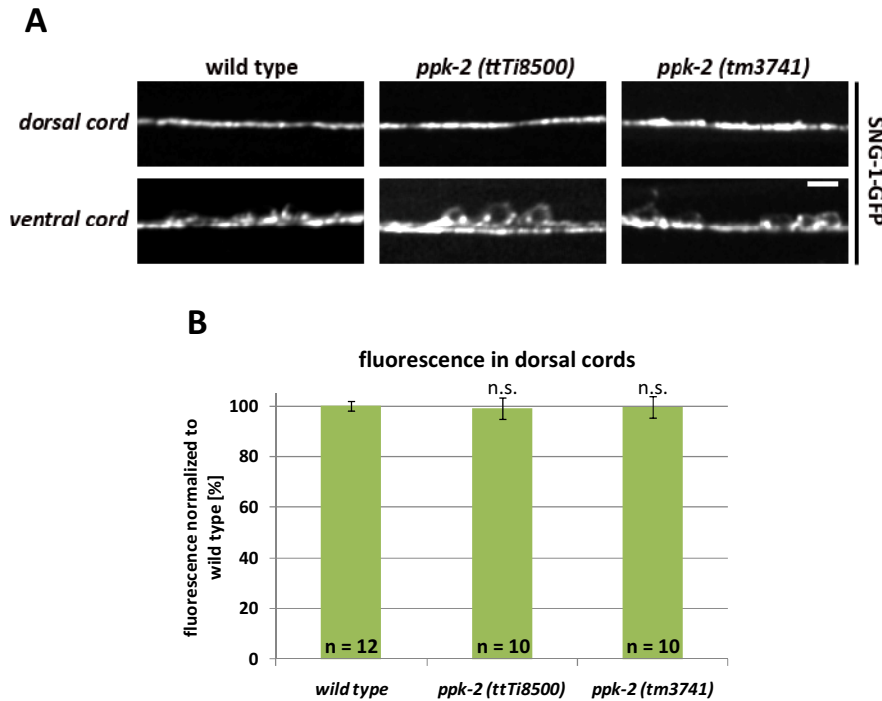 A
wild type
ppk-2 (ttTi8500)
ppk-2 (tm3741)
dorsal cord
ventral cord
SNG-1-GFP
B
fluorescence in dorsal cords
n.s.
n.s.
fluorescence normalized to
wild type [%]
100
80
60
40
20
0
n = 12
n = 10
n = 10
wild type
ppk-2 (ttTi8500)
ppk-2 (tm3741)